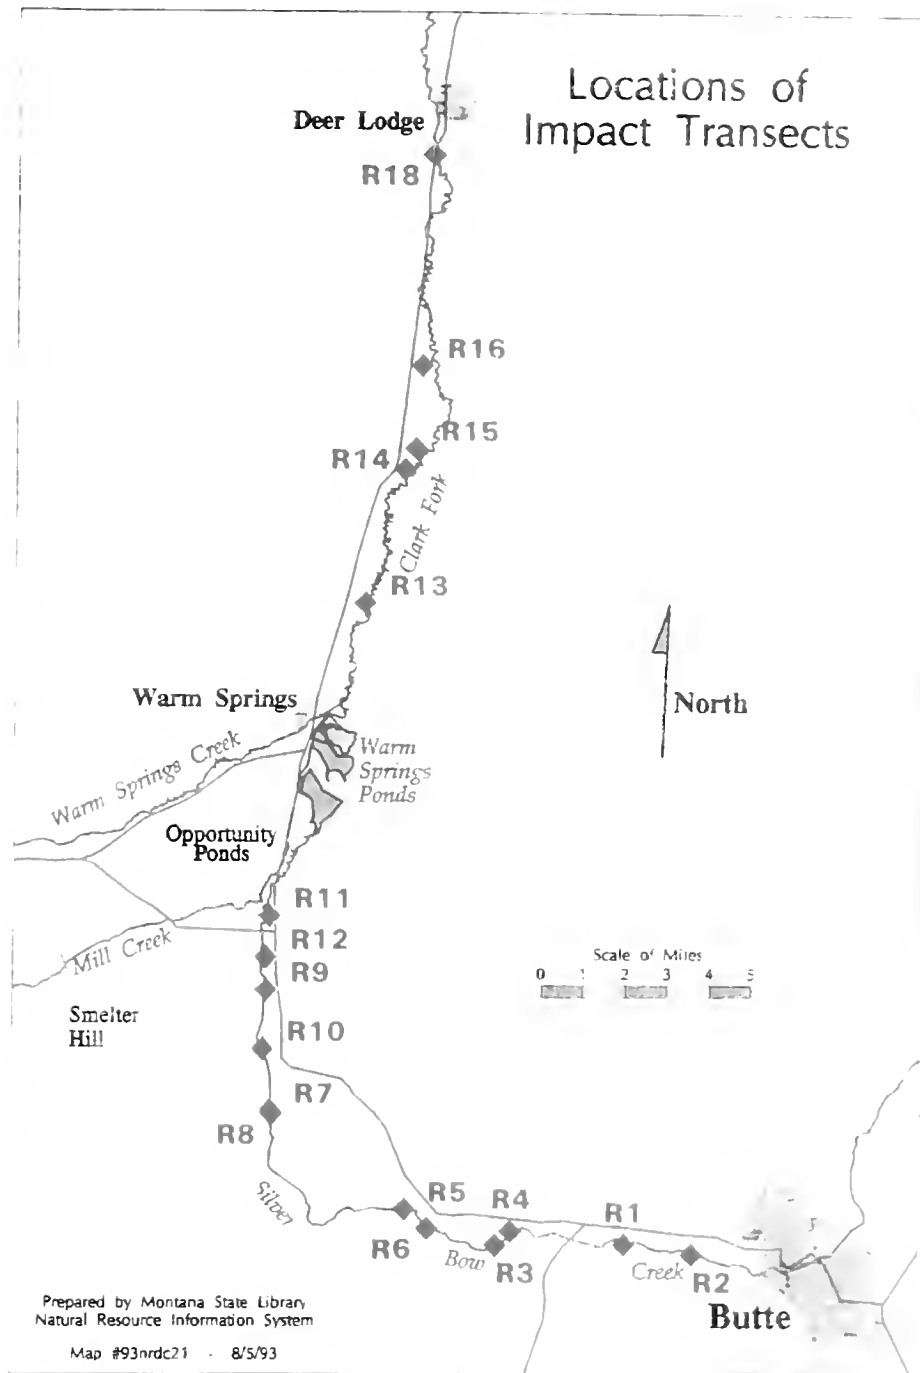 Locations of
Impact Transects
Deer Lodge
R18
R16
R15
R14
Clark Fork
R13
Warm Springs
North
Warm Springs Creek
Warm
Springs
Ponds
Opportunity
Ponds
R11
R12
Mill Creek
R9
Scale of Miles
0 1 2 3 4 5
Smelter
Hill
R10
R7
R8
Silver
R5
R4
R1
R6
Bow
R3
Creek
R2
Butte
Prepared by Montana State Library
Natural Resource Information System
Map #93nrdc21 - 8/5/93